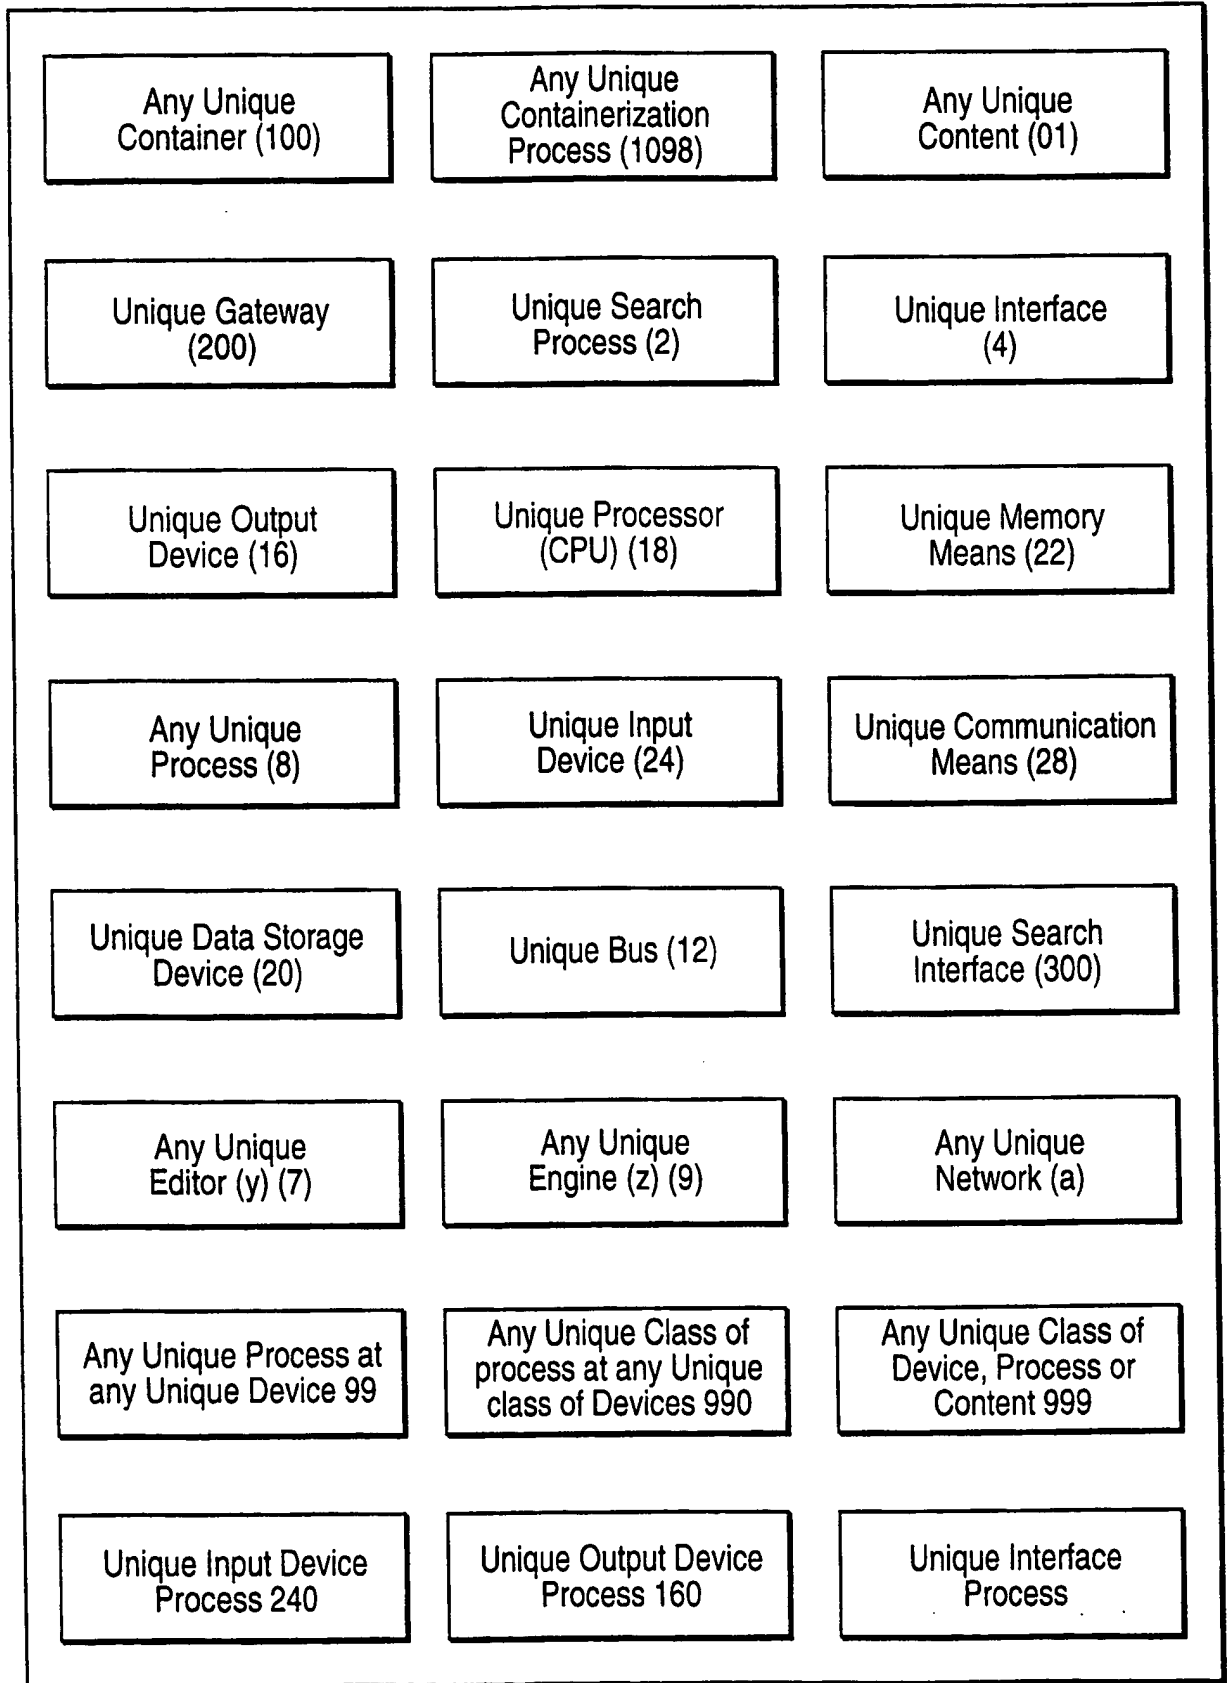 Any Unique
Container (100)
Any Unique
Containerization
Process (1098)
Any Unique
Content (01)
Unique Gateway
(200)
Unique Search
Process (2)
Unique Interface
(4)
Unique Output
Device (16)
Unique Processor
(CPU) (18)
Unique Memory
Means (22)
Any Unique
Process (8)
Unique Input
Device (24)
Unique Communication
Means (28)
Unique Data Storage
Device (20)
Unique Bus (12)
Unique Search
Interface (300)
Any Unique
Editor (y) (7)
Any Unique
Engine (z) (9)
Any Unique
Network (a)
Any Unique Process at
any Unique Device 99
Any Unique Class of
process at any Unique
class of Devices 990
Any Unique Class of
Device, Process or
Content 999
Unique Input Device
Process 240
Unique Output Device
Process 160
Unique Interface
Process